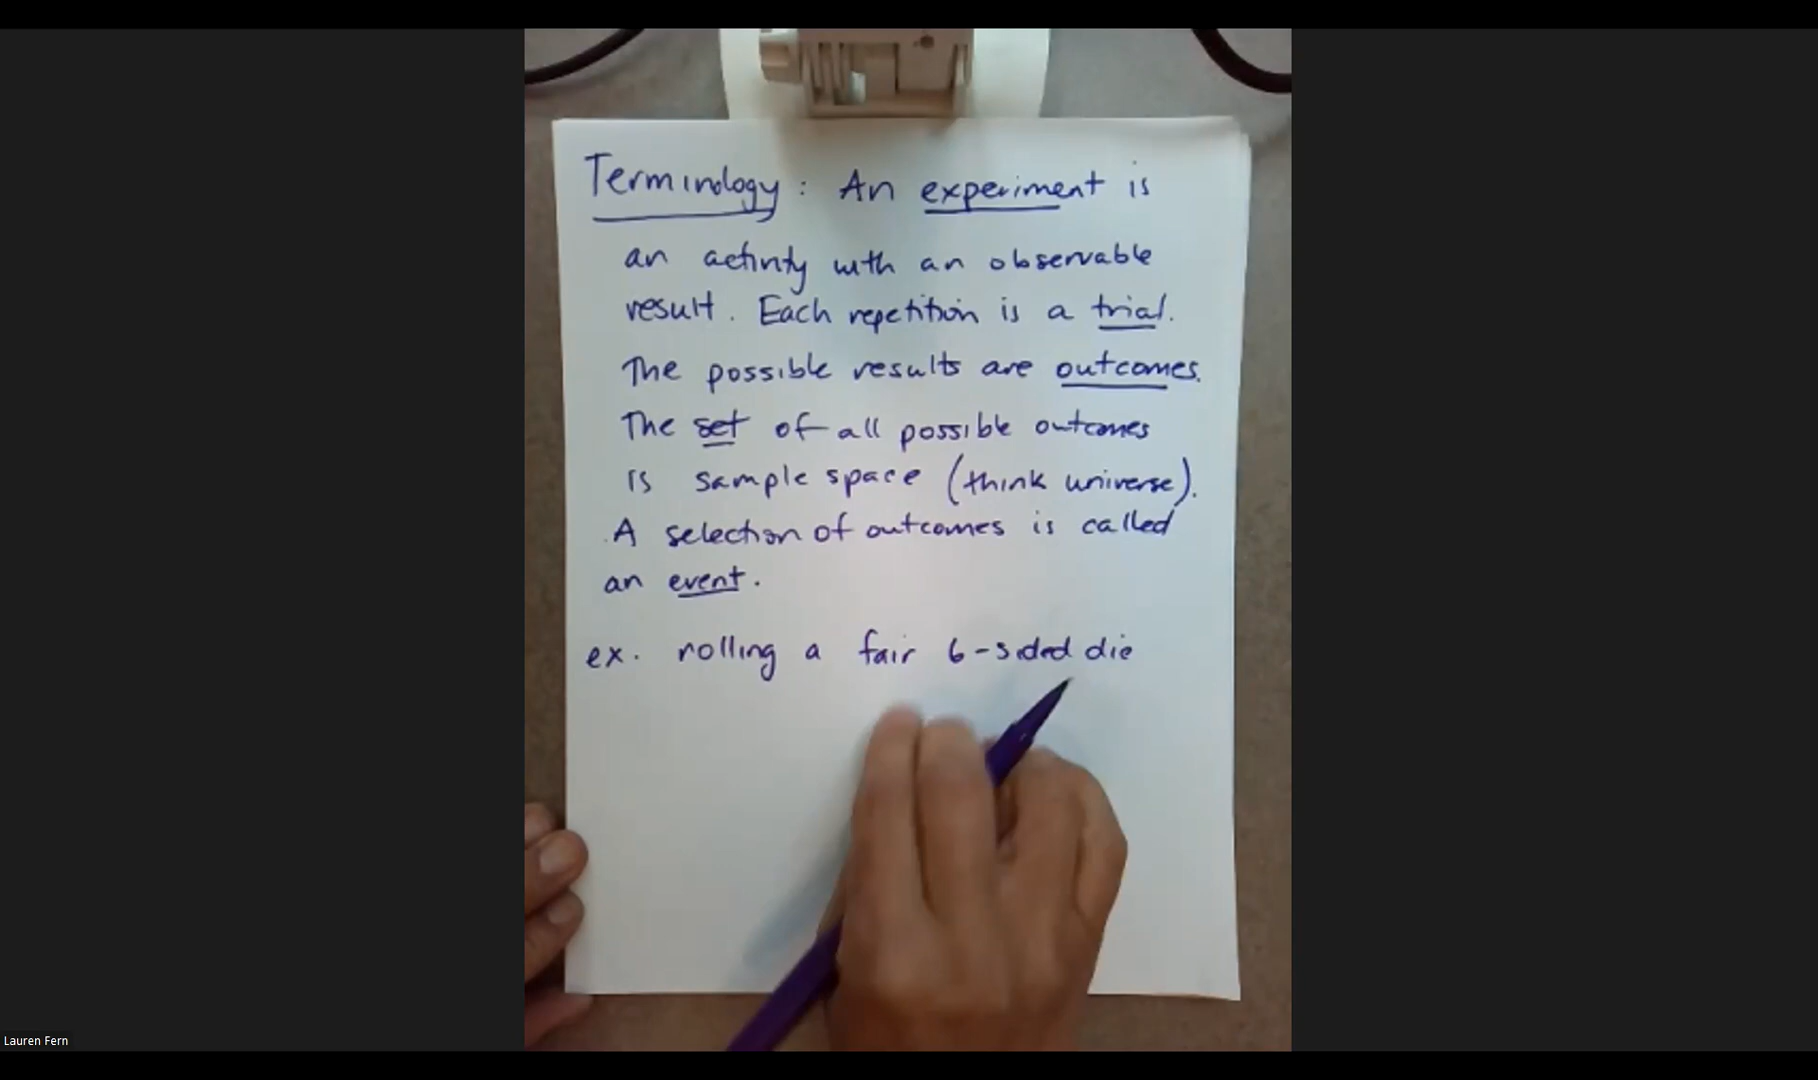 Terminology: An experiment is
an activity with an observable
result. Each repetition is a trial.
The possible results are outcomes.
The set of all possible outcomes
is sample space (think universe).
A selection of outcomes is called
an event.
ex. rolling a fair 6-sided die
Lauren Fern